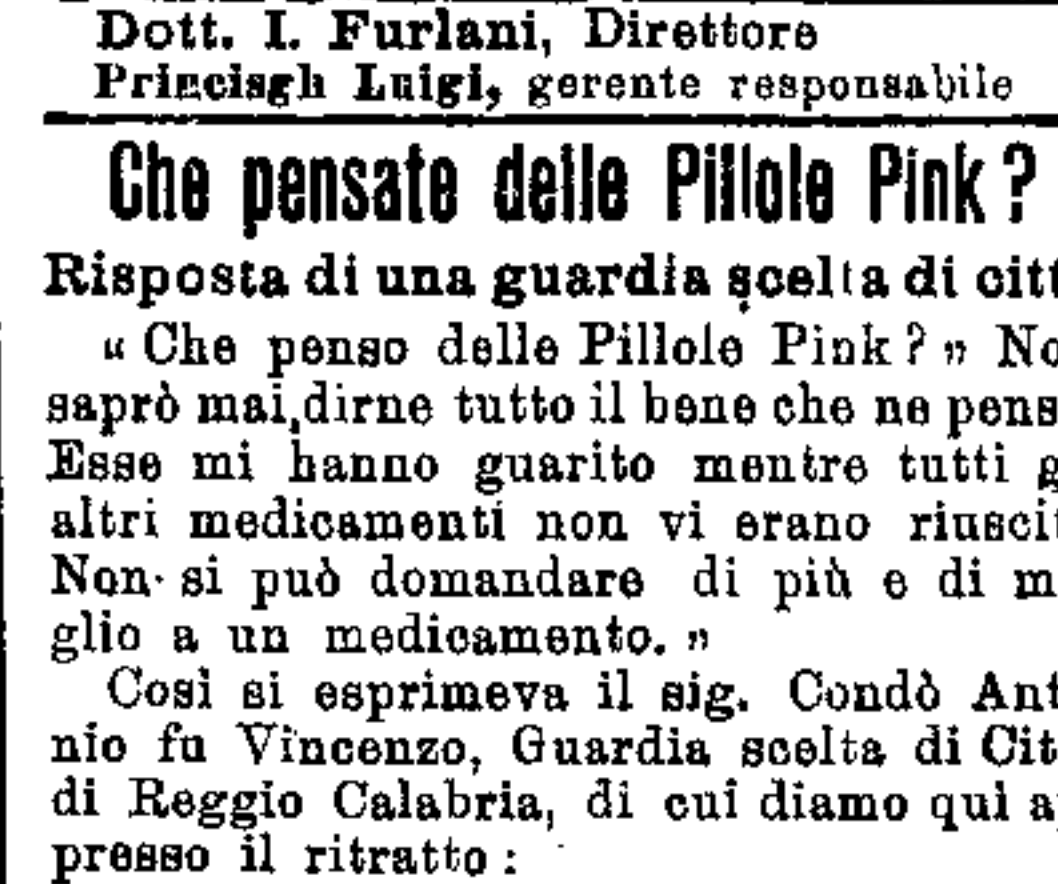 Dott. I. Furlani, Direttore
Princisgh Luigi, gerente responsabile
Che pensate delle Pillole Pink?
Risposta di una guardia scelta di citt
« Che penso delle Pillole Pink? » No
saprò mai dirne tutto il bene che ne pens
Esse mi hanno guarito mentre tutti g
altri medicamenti non vi erano riuscit
Non si può domandare di più e di m
glio a un medicamento. »
Così si esprimeva il sig. Condò Ant
nio fu Vincenzo, Guardia scelta di Cit
di Reggio Calabria, di cui diamo quì ap
presso il ritratto: